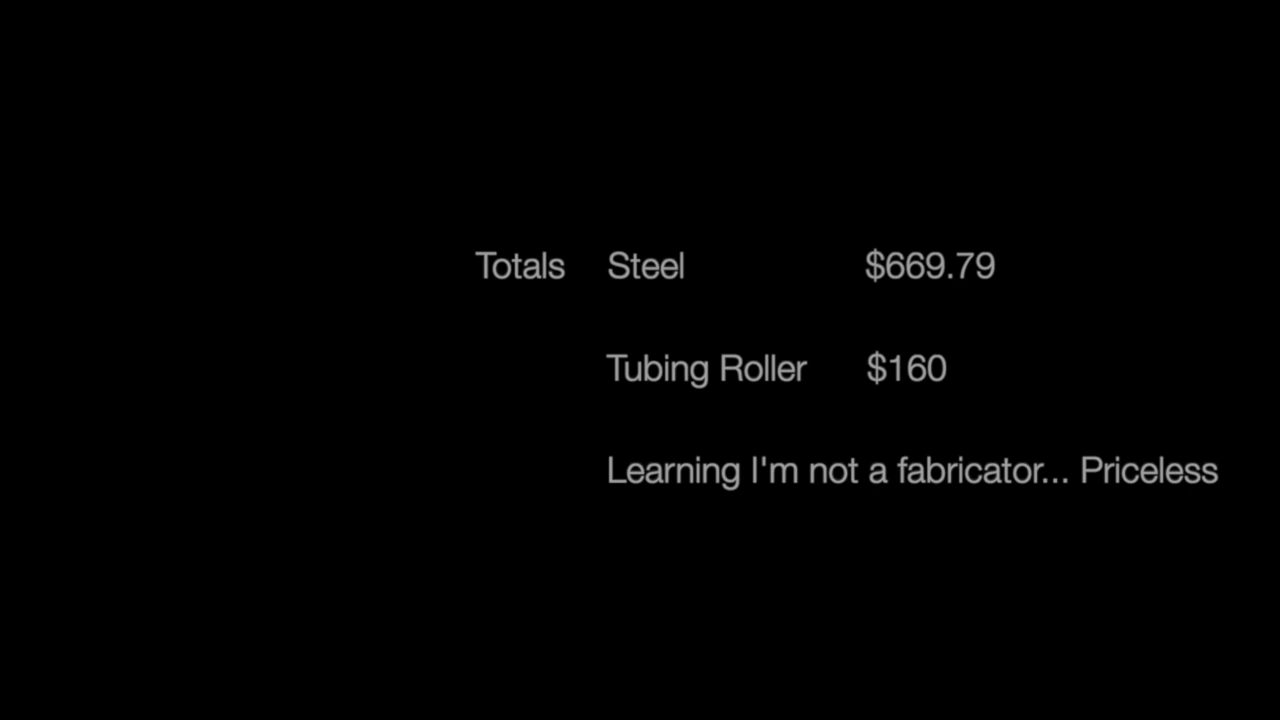 Totals Steel $669.79
Tubing Roller $160
Learning I'm not a fabricator... Priceless